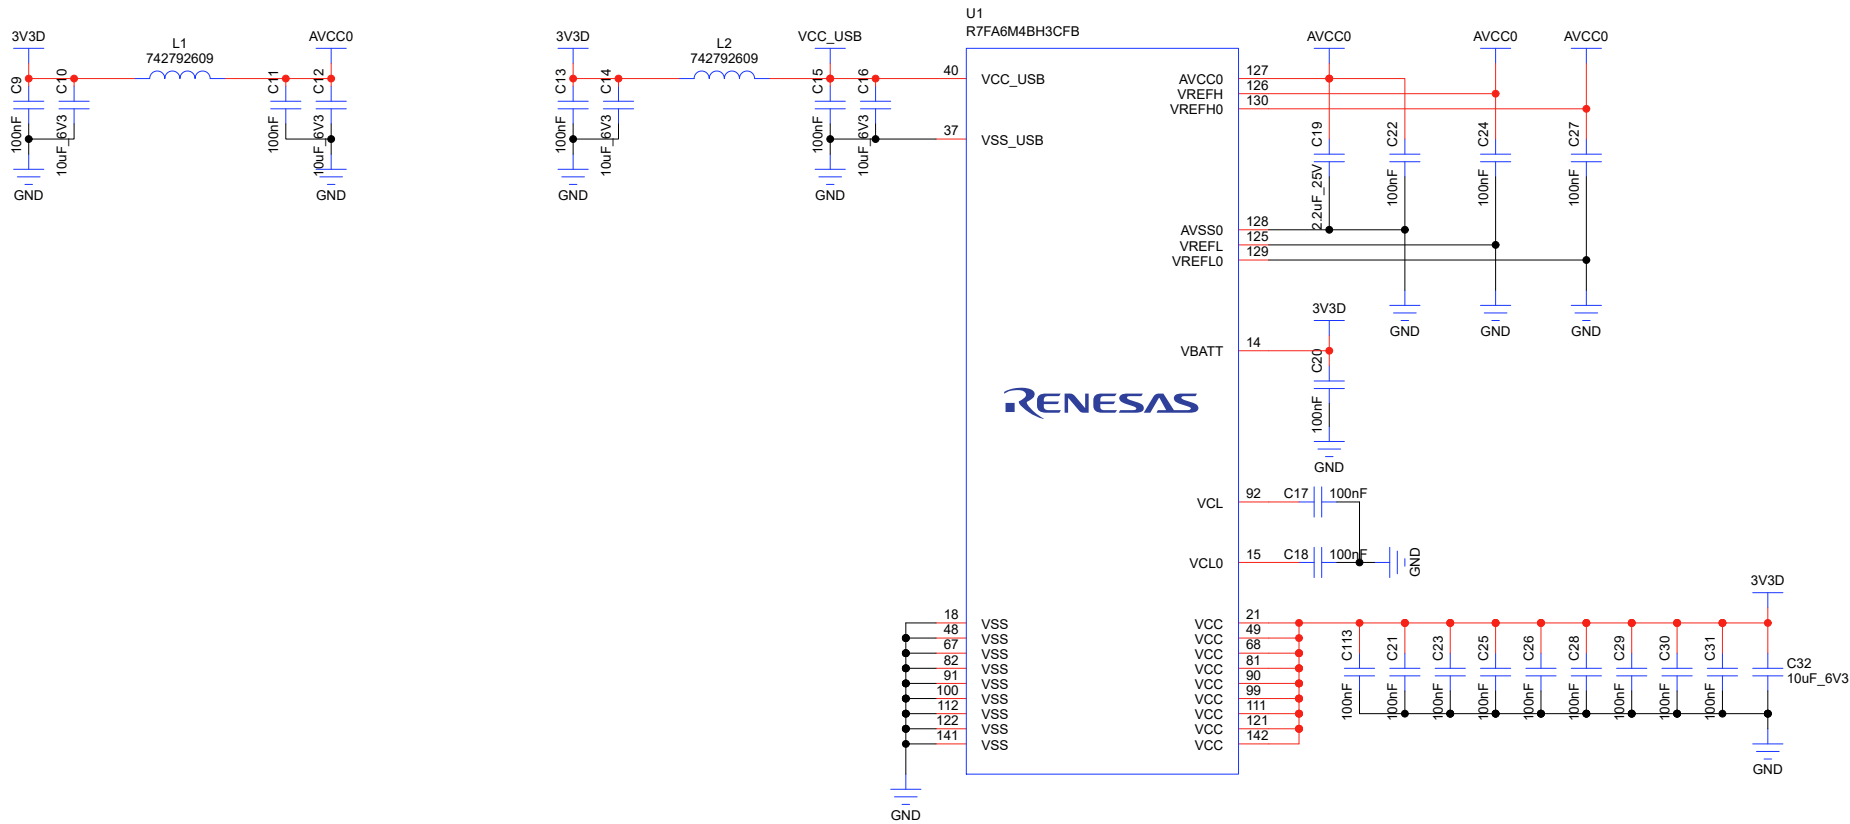 3V3D
L1
742792609
AVCC0
C9
100nF
C10
10uF_6V3
C11
100nF
C12
10uF_6V3
GND
GND
3V3D
L2
742792609
VCC_USB
C13
100nF
C14
10uF_6V3
C15
100nF
C16
10uF_6V3
GND
GND
U1
R7FA6M4BH3CFB
40 VCC_USB
37 VSS_USB
AVCC0 127
VREFH 126
VREFH0 130
AVSS0 128
VREFL 125
VREFL0 129
AVCC0
AVCC0
AVCC0
C19
2.2uF_25V
C22
100nF
C24
100nF
C27
100nF
GND
GND
GND
3V3D
VBATT 14
C20
100nF
GND
RENESAS
VCL 92 C17 100nF
VCL0 15 C18 100nF
GND
18 VSS
48 VSS
67 VSS
82 VSS
91 VSS
100 VSS
112 VSS
122 VSS
141 VSS
GND
VCC 21
VCC 49
VCC 68
VCC 81
VCC 90
VCC 99
VCC 111
VCC 121
VCC 142
3V3D
C113
100nF
C21
100nF
C23
100nF
C25
100nF
C26
100nF
C28
100nF
C29
100nF
C30
100nF
C31
100nF
C32
10uF_6V3
GND